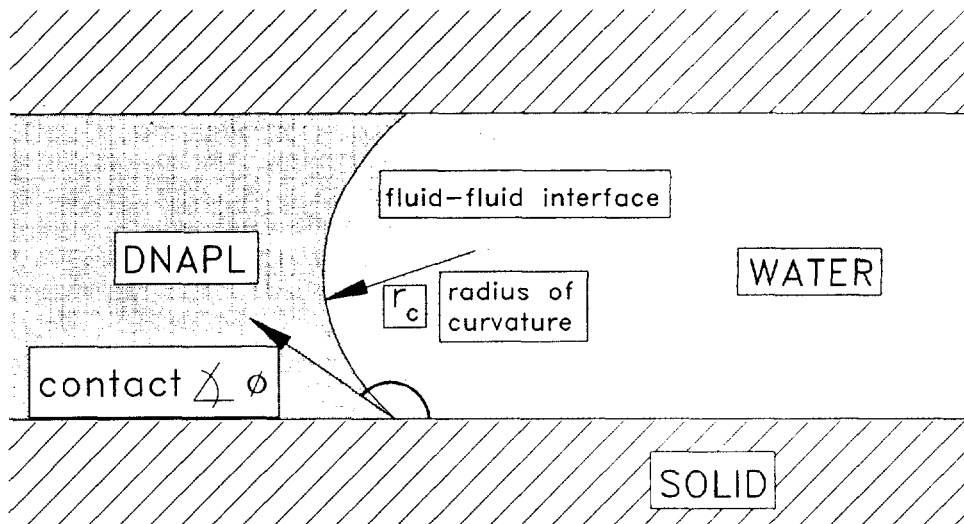 fluid-fluid interface
DNAPL
WATER
r_c
radius of
curvature
contact ∡ ø
SOLID